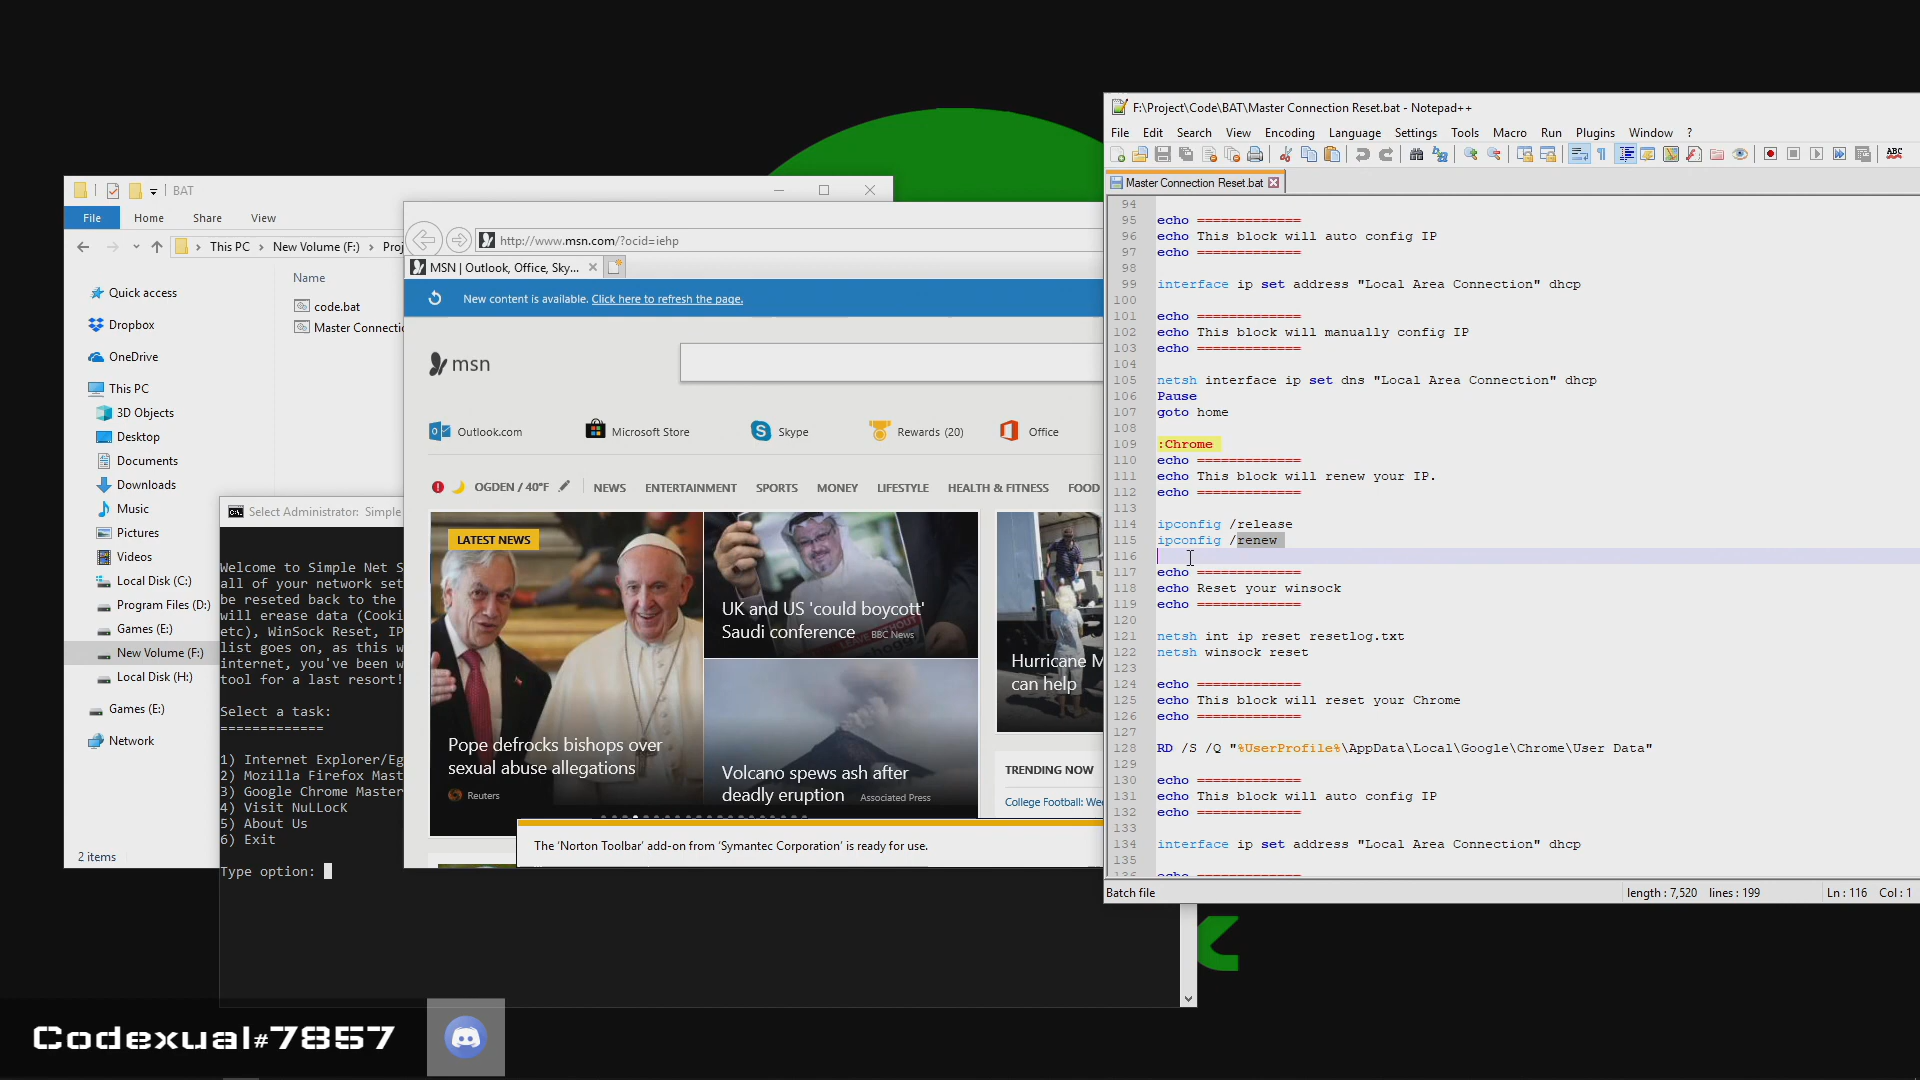 BAT
File Home Share View
This PC > New Volume (F:) > Proj
Name
Quick access
Dropbox
OneDrive
This PC
3D Objects
Desktop
Documents
Downloads
Music
Pictures
Videos
Local Disk (C:)
Program Files (D:)
Games (E:)
New Volume (F:)
Local Disk (H:)
Games (E:)
Network
code.bat
Master Connectio
2 items
Select Administrator: Simple
Welcome to Simple Net S
all of your network set
be reseted back to the
will erease data (Cooki
etc), WinSock Reset, IP
list goes on, as this w
internet, you've been w
tool for a last resort!
Select a task:
=============
1) Internet Explorer/Eg
2) Mozilla Firefox Mast
3) Google Chrome Master
4) Visit NuLLocK
5) About Us
6) Exit
Type option:
http://www.msn.com/?ocid=iehp
MSN | Outlook, Office, Sky...
New content is available. Click here to refresh the page.
msn
Outlook.com
Microsoft Store
Skype
Rewards (20)
Office
OGDEN / 40°F
NEWS ENTERTAINMENT SPORTS MONEY LIFESTYLE HEALTH & FITNESS FOOD
LATEST NEWS
Pope defrocks bishops over
sexual abuse allegations
Reuters
UK and US 'could boycott'
Saudi conference BBC News
Volcano spews ash after
deadly eruption Associated Press
Hurricane M
can help
TRENDING NOW
College Football: We
The ‘Norton Toolbar’ add-on from ‘Symantec Corporation’ is ready for use.
F:\Project\Code\BAT\Master Connection Reset.bat - Notepad++
File Edit Search View Encoding Language Settings Tools Macro Run Plugins Window ?
ABC
Master Connection Reset.bat
94
95 echo =============
96 echo This block will auto config IP
97 echo =============
98
99 interface ip set address "Local Area Connection" dhcp
100
101 echo =============
102 echo This block will manually config IP
103 echo =============
104
105 netsh interface ip set dns "Local Area Connection" dhcp
106 Pause
107 goto home
108
109 :Chrome
110 echo =============
111 echo This block will renew your IP.
112 echo =============
113
114 ipconfig /release
115 ipconfig /renew
116
117 echo =============
118 echo Reset your winsock
119 echo =============
120
121 netsh int ip reset resetlog.txt
122 netsh winsock reset
123
124 echo =============
125 echo This block will reset your Chrome
126 echo =============
127
128 RD /S /Q "%UserProfile%\AppData\Local\Google\Chrome\User Data"
129
130 echo =============
131 echo This block will auto config IP
132 echo =============
133
134 interface ip set address "Local Area Connection" dhcp
135
136 echo =============
Batch file
length : 7,520 lines : 199
Ln : 116 Col : 1
Codexual#7857